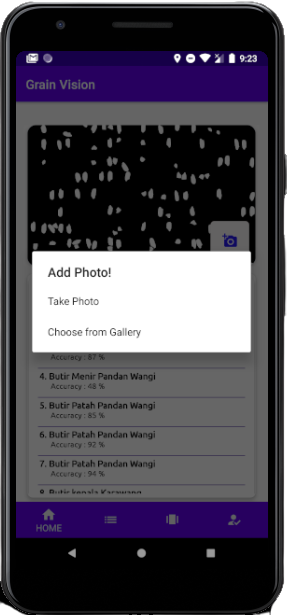 9:23
Grain Vision
Add Photo!
Take Photo
Choose from Gallery
Accuracy : 87 %
4. Butir Menir Pandan Wangi
Accuracy : 48 %
5. Butir Patah Pandan Wangi
Accuracy : 85 %
6. Butir Patah Pandan Wangi
Accuracy : 92 %
7. Butir Patah Pandan Wangi
Accuracy : 94 %
8. Butir kepala Karawang
HOME